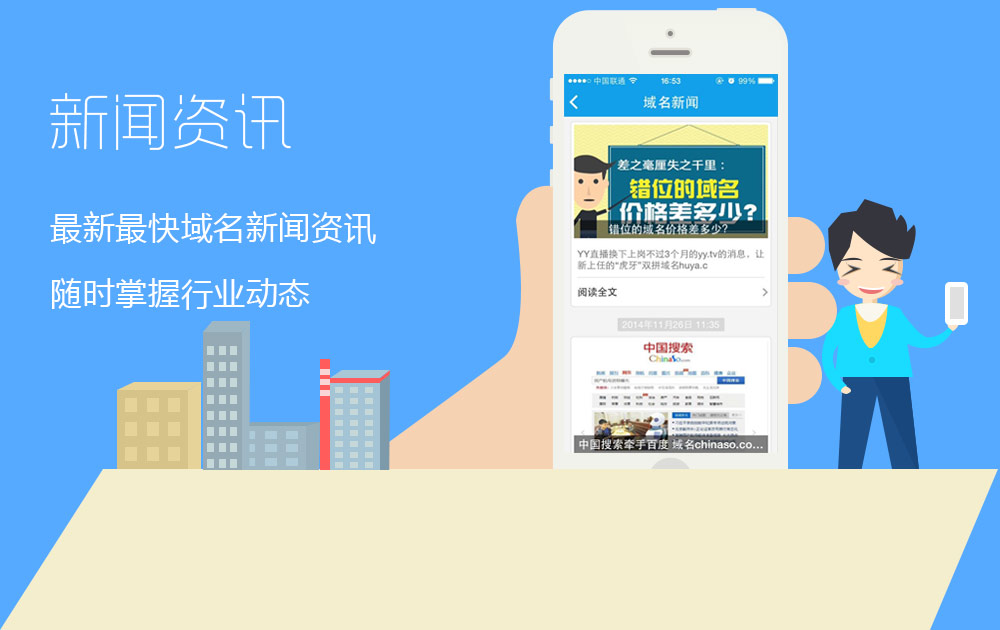 新闻资讯
最新最快域名新闻资讯
随时掌握行业动态
中国联通
16:53
99%
域名新闻
差之毫厘失之千里：
错位的域名
价格差多少?
错位的域名价格差多少?
YY直播换下上岗不过3个月的yy.tv的消息，让
新上任的“虎牙”双拼域名huya.c
阅读全文
2014年11月26日 11:35
中国搜索
ChinaSo.com
中国搜索牵手百度 域名chinaso.co...